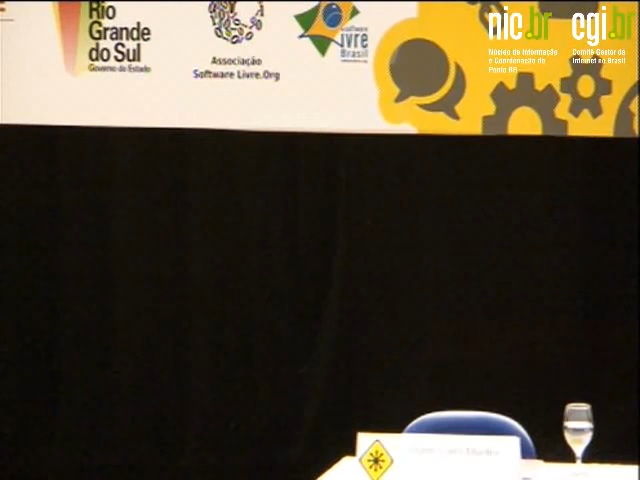 Rio
Grande
do Sul
Governo do Estado
Associação
Software Livre.Org
software
livre
Brasil
nic.br
Núcleo de Informação
e Coordenação do
Ponto BR
cgi.br
Comitê Gestor da
Internet no Brasil